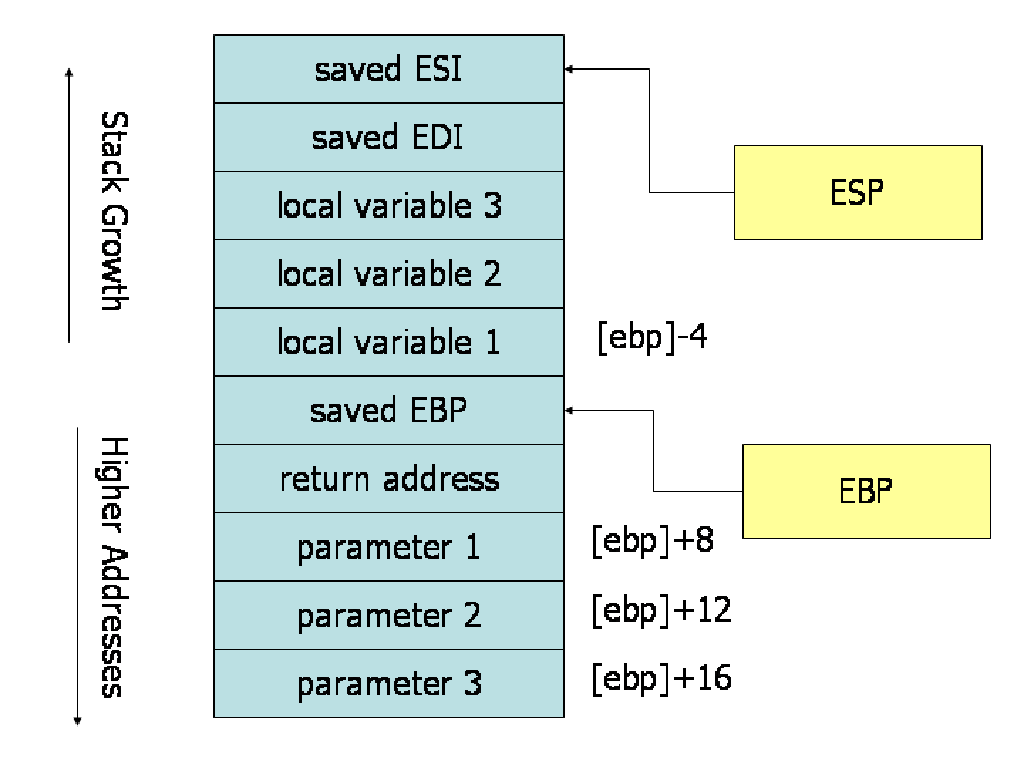 saved ESI
saved EDI
local variable 3
local variable 2
local variable 1
saved EBP
return address
parameter 1
parameter 2
parameter 3
Stack Growth
Higher Addresses
ESP
[ebp]-4
EBP
[ebp]+8
[ebp]+12
[ebp]+16